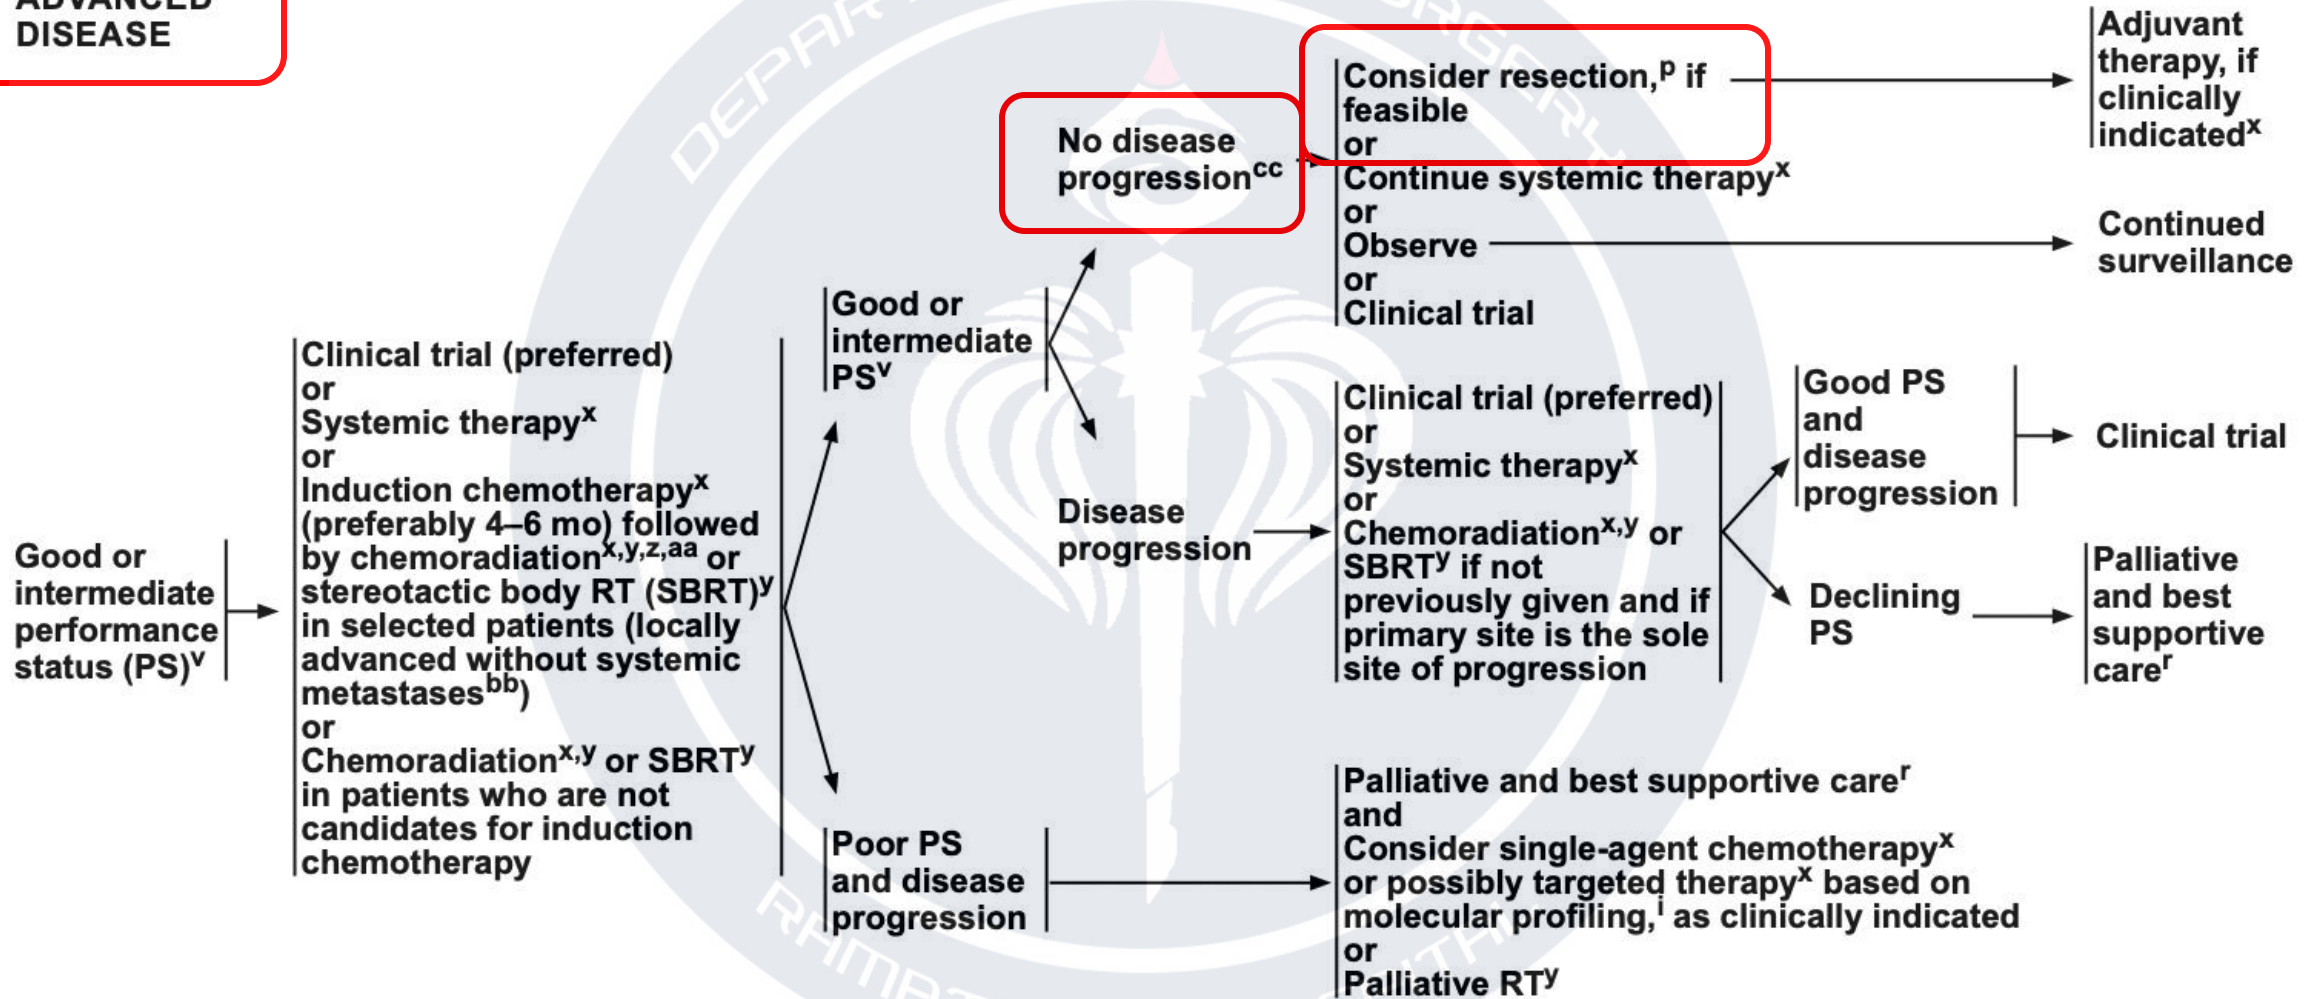 ADVANCED
DISEASE
Good or
intermediate
performance
status (PS)v
Clinical trial (preferred)
or
Systemic therapyx
or
Induction chemotherapyx
(preferably 4–6 mo) followed
by chemoradiationx,y,z,aa or
stereotactic body RT (SBRT)y
in selected patients (locally
advanced without systemic
metastasesbb)
or
Chemoradiationx,y or SBRTy
in patients who are not
candidates for induction
chemotherapy
Good or
intermediate
PSv
No disease
progressioncc
Consider resection,p if
feasible
or
Continue systemic therapyx
or
Observe
or
Clinical trial
Adjuvant
therapy, if
clinically
indicatedx
Continued
surveillance
Disease
progression
Clinical trial (preferred)
or
Systemic therapyx
or
Chemoradiationx,y or
SBRTy if not
previously given and if
primary site is the sole
site of progression
Good PS
and
disease
progression
Clinical trial
Declining
PS
Palliative
and best
supportive
carer
Poor PS
and disease
progression
Palliative and best supportive carer
and
Consider single-agent chemotherapyx
or possibly targeted therapyx based on
molecular profiling,i as clinically indicated
or
Palliative RTy